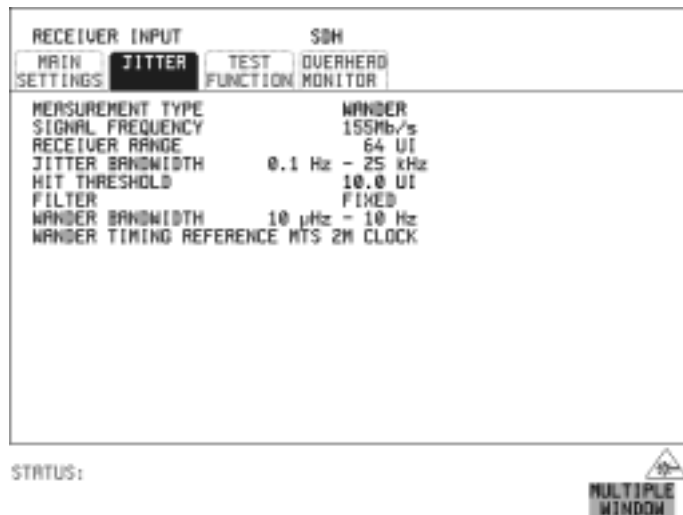 RECEIVER INPUT SDH
MAIN SETTINGS JITTER TEST FUNCTION OVERHEAD MONITOR
MEASUREMENT TYPE WANDER
SIGNAL FREQUENCY 155Mb/s
RECEIVER RANGE 64 UI
JITTER BANDWIDTH 0.1 Hz - 25 kHz
HIT THRESHOLD 10.0 UI
FILTER FIXED
WANDER BANDWIDTH 10 µHz - 10 Hz
WANDER TIMING REFERENCE MTS 2M CLOCK
STATUS:
MULTIPLE
WINDOW